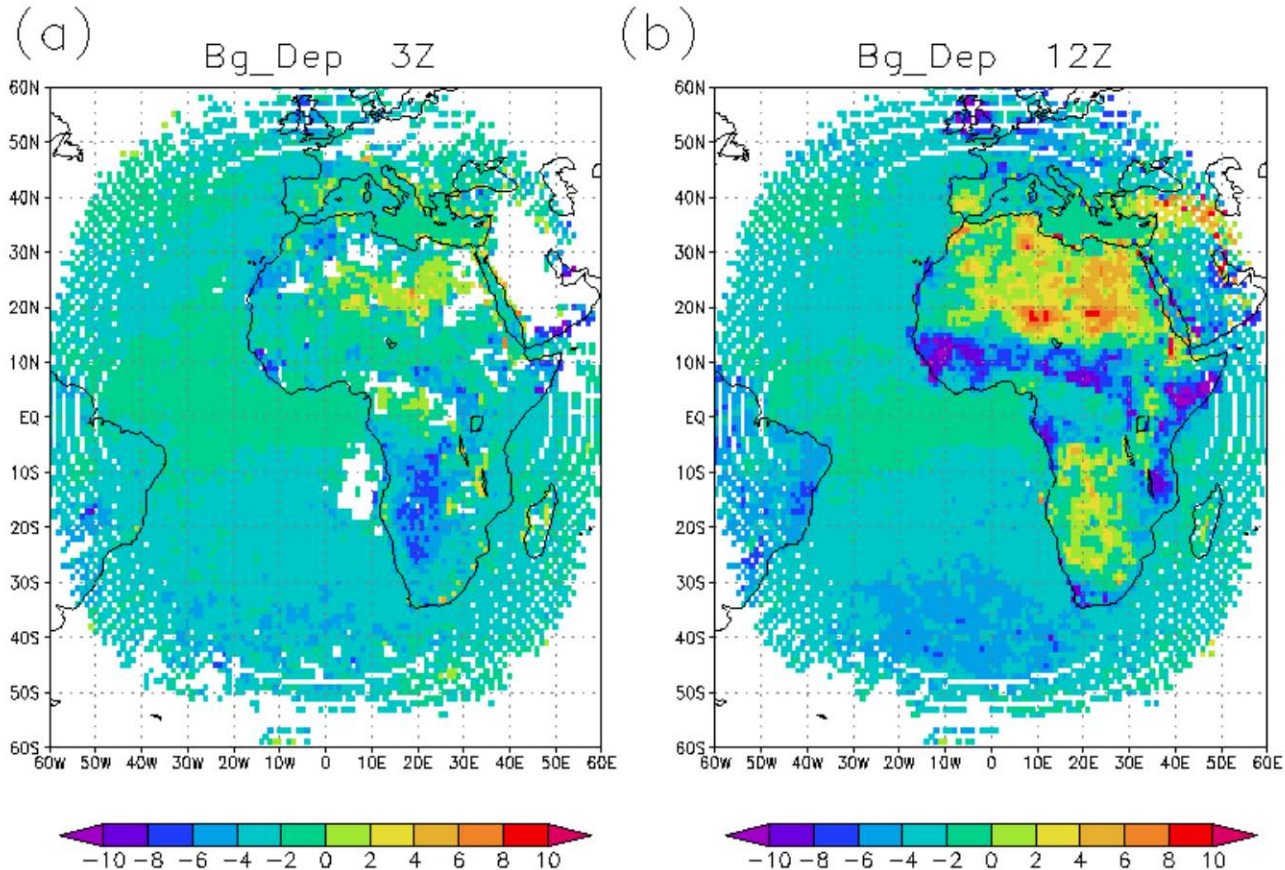 (a) (b)
Bg_Dep 3Z Bg_Dep 12Z
60N 60N
50N 50N
40N 40N
30N 30N
20N 20N
10N 10N
EQ EQ
10S 10S
20S 20S
30S 30S
40S 40S
50S 50S
60S 60S
60W 50W 40W 30W 20W 10W 0 10E 20E 30E 40E 50E 60E 60W 50W 40W 30W 20W 10W 0 10E 20E 30E 40E 50E 60E
−10 −8 −6 −4 −2 0 2 4 6 8 10 −10 −8 −6 −4 −2 0 2 4 6 8 10